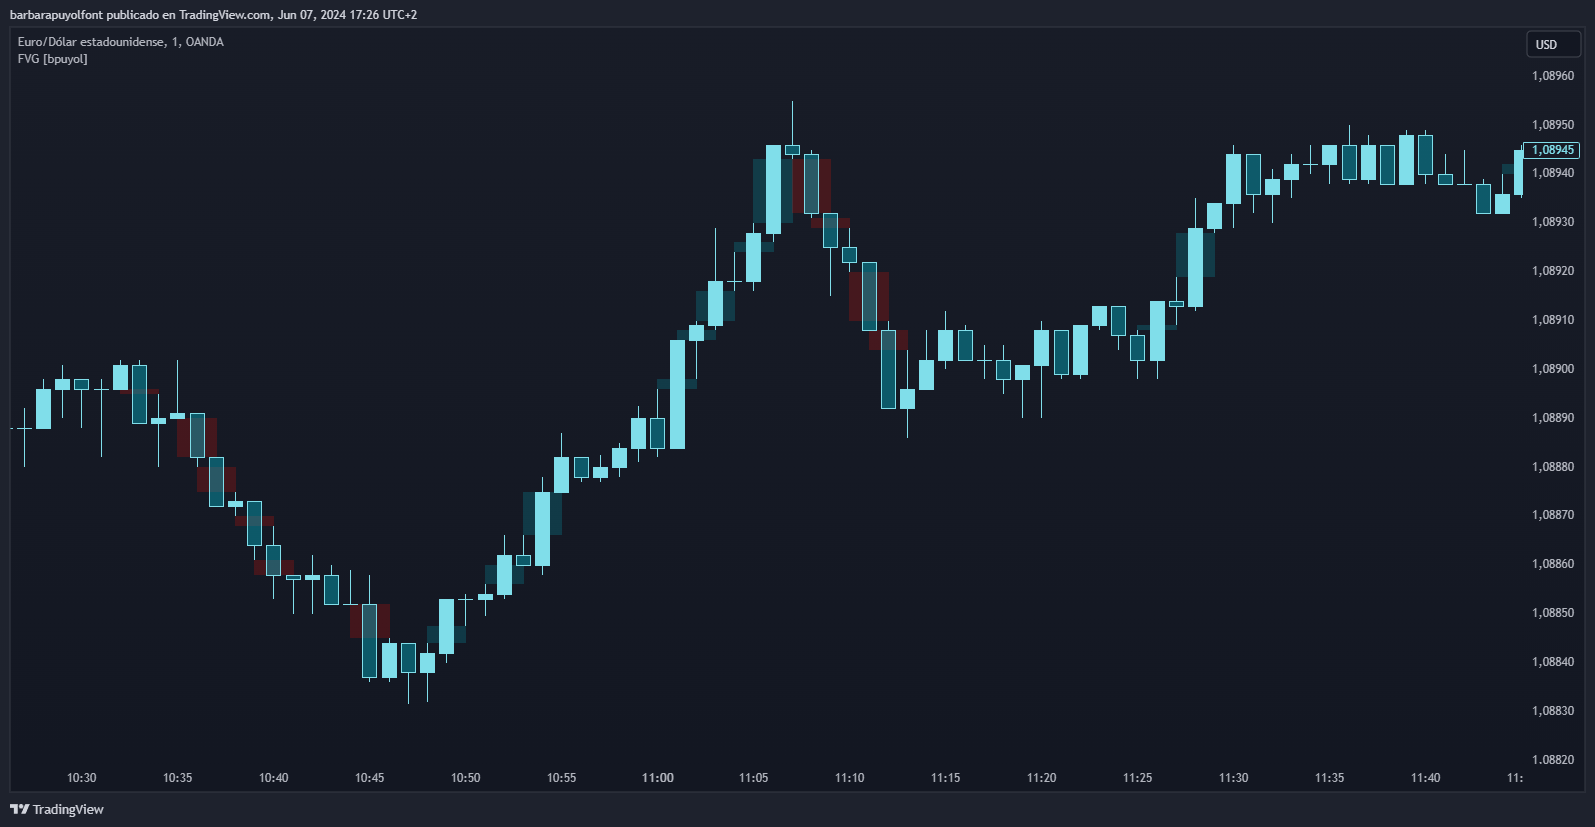 barbarapuyolfont publicado en TradingView.com, Jun 07, 2024 17:26 UTC+2
Euro/Dólar estadounidense, 1, OANDA
FVG [bpuyol]
USD
1,08960
1,08950
1,08945
1,08940
1,08930
1,08920
1,08910
1,08900
1,08890
1,08880
1,08870
1,08860
1,08850
1,08840
1,08830
1.08820
10:30 10:35 10:40 10:45 10:50 10:55 11:00 11:05 11:10 11:15 11:20 11:25 11:30 11:35 11:40 11:
TradingView